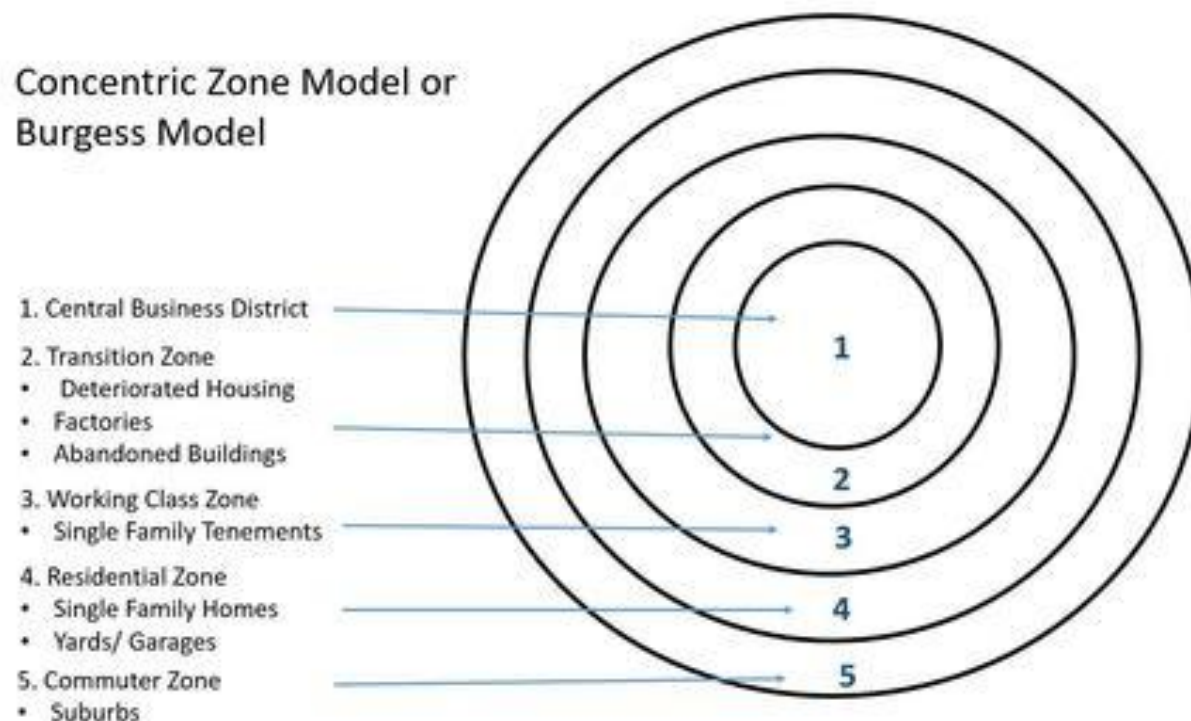 Concentric Zone Model or
Burgess Model
1. Central Business District
2. Transition Zone
• Deteriorated Housing
• Factories
• Abandoned Buildings
3. Working Class Zone
• Single Family Tenements
4. Residential Zone
• Single Family Homes
• Yards/ Garages
5. Commuter Zone
• Suburbs
1
2
3
4
5